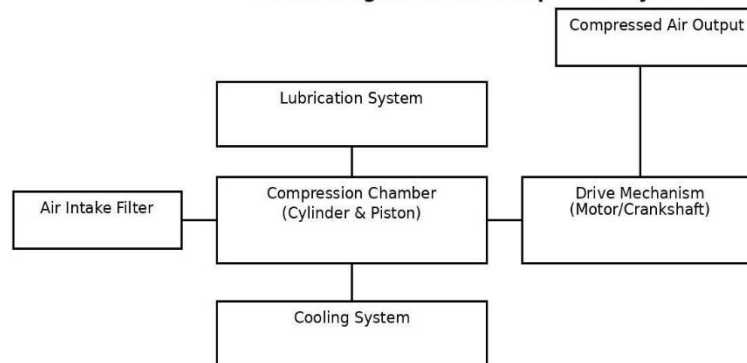 Compressed Air Output
Lubrication System
Air Intake Filter
Compression Chamber
(Cylinder & Piston)
Drive Mechanism
(Motor/Crankshaft)
Cooling System